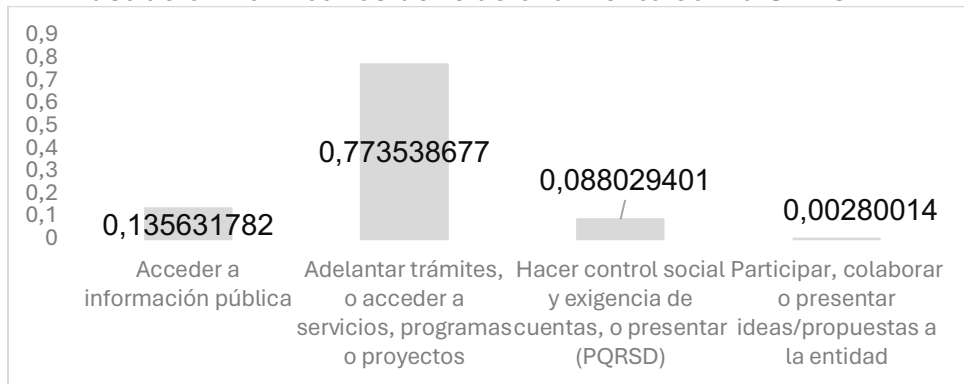 0,9
0,8
0,7
0,6
0,5
0,4
0,3
0,2
0,1
0
0,135631782
0,773538677
0,088029401
0,00280014
Acceder a
información pública
Adelantar trámites,
o acceder a
servicios, programas
o proyectos
Hacer control social
y exigencia de
cuentas, o presentar
(PQRSD)
Participar, colaborar
o presentar
ideas/propuestas a
la entidad